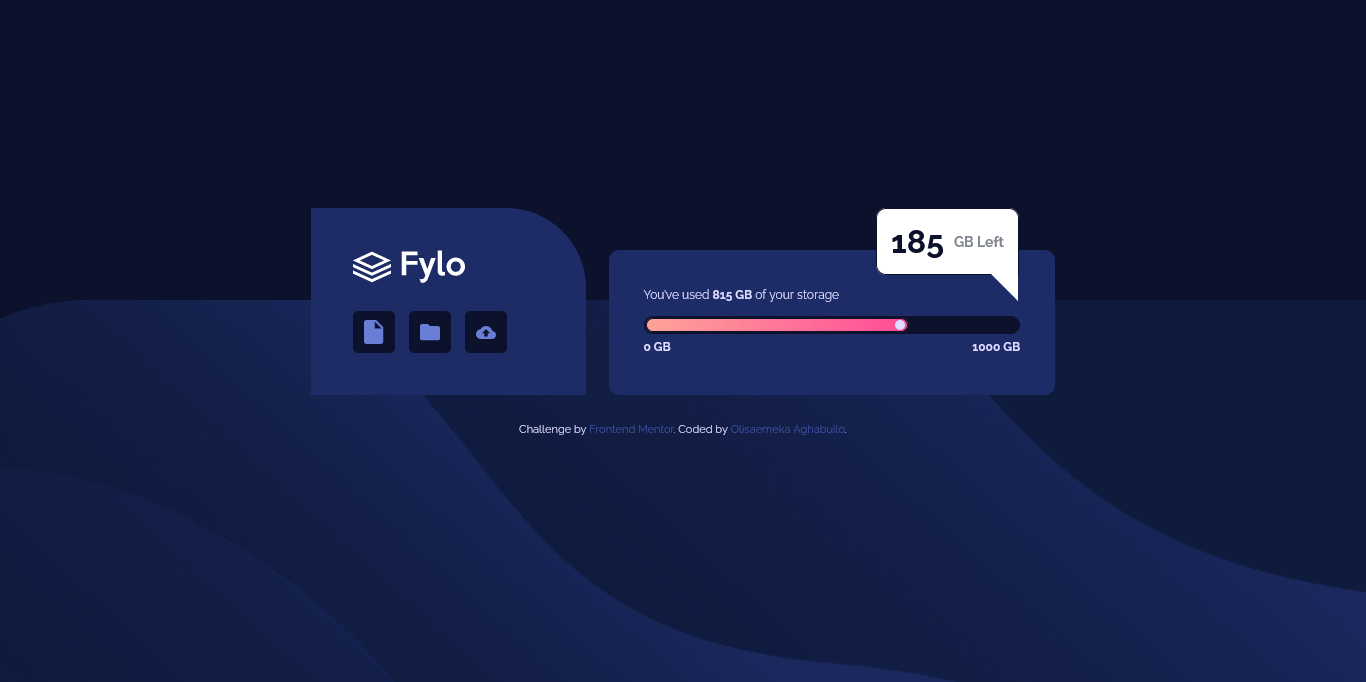 Fylo
185 GB Left
You've used 815 GB of your storage
0 GB 1000 GB
Challenge by Frontend Mentor. Coded by Olisaemeka Aghabuilo.